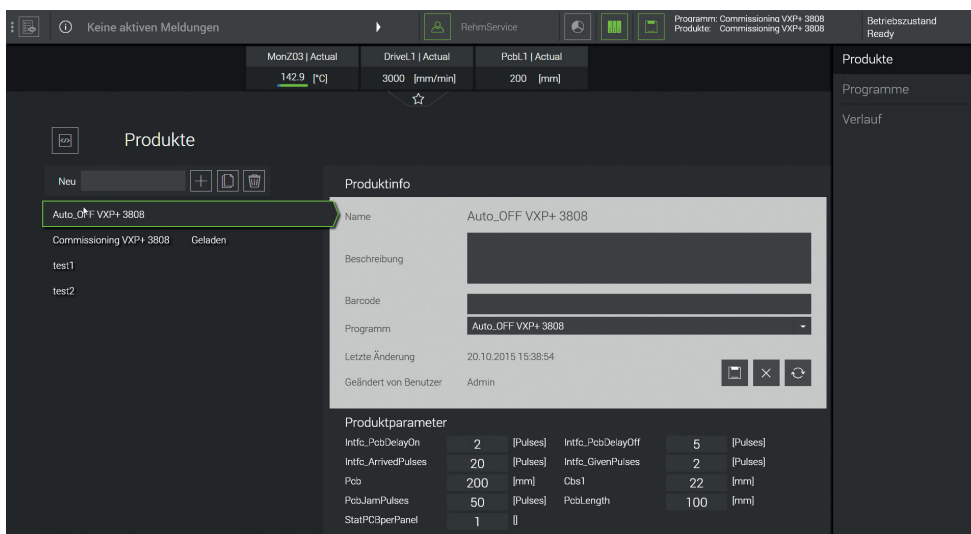 Keine aktiven Meldungen
RehmService
Programm: Commissioning VXP+ 3808
Produkte: Commissioning VXP+ 3808
Betriebszustand
Ready
MonZ03 | Actual
DriveL1 | Actual
PcbL1 | Actual
142.9 [°C]
3000 [mm/min]
200 [mm]
Produkte
Programme
Verlauf
</> Produkte
Neu
Auto_OFF VXP+ 3808
Commissioning VXP+ 3808 Geladen
test1
test2
Produktinfo
Name Auto_OFF VXP+ 3808
Beschreibung
Barcode
Programm Auto_OFF VXP+ 3808
Letzte Änderung 20.10.2015 15:38:54
Geändert von Benutzer Admin
Produktparameter
Intfc_PcbDelayOn 2 [Pulses] Intfc_PcbDelayOff 5 [Pulses]
Intfc_ArrivedPulses 20 [Pulses] Intfc_GivenPulses 2 [Pulses]
Pcb 200 [mm] Cbs1 22 [mm]
PcbJamPulses 50 [Pulses] PcbLength 100 [mm]
StatPCBperPanel 1 []